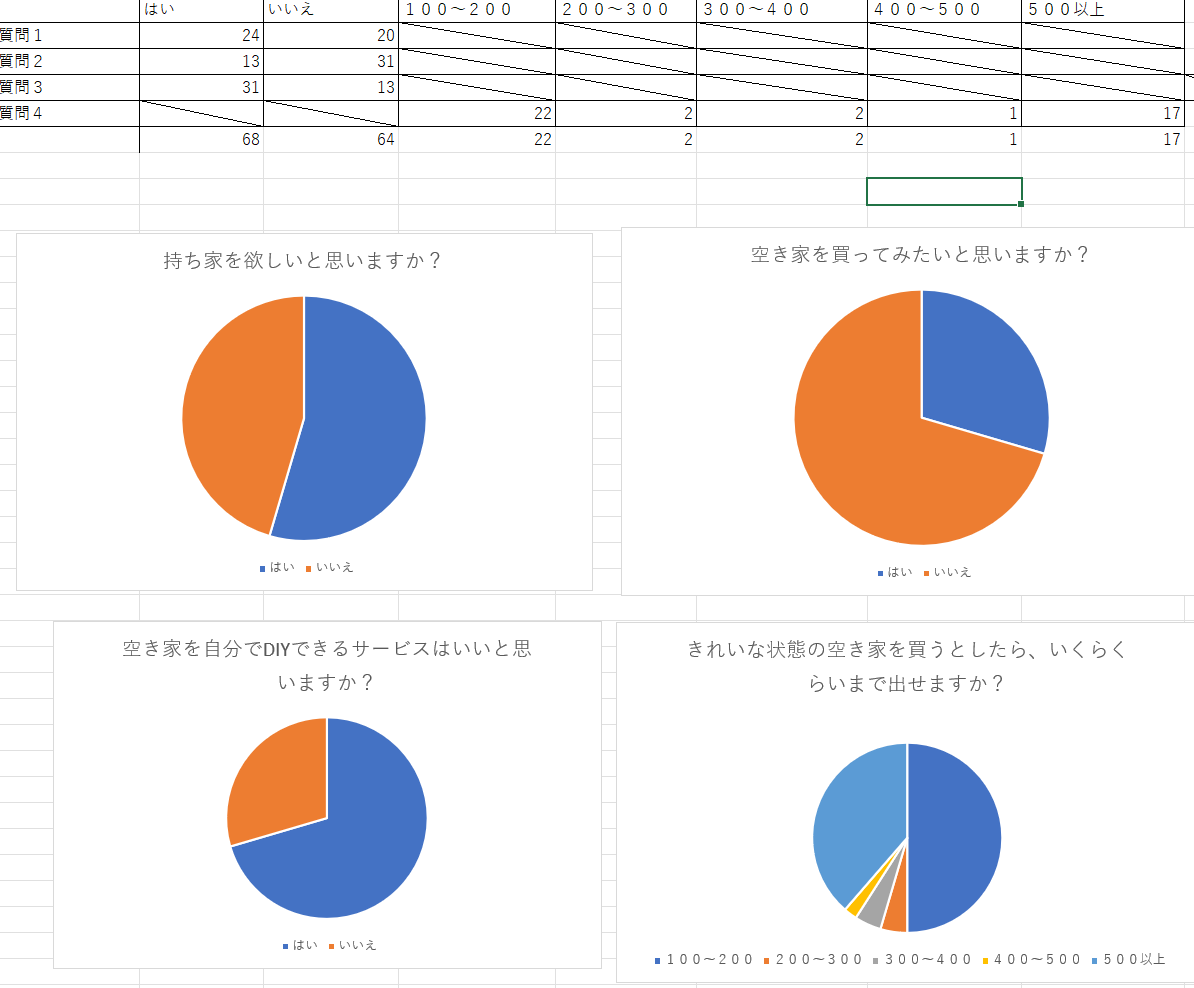 はい いいえ １００～２００ ２００～３００ ３００～４００ ４００～５００ ５００以上
質問１ 24 20
質問２ 13 31
質問３ 31 13
質問４ 22 2 2 1 17
68 64 22 2 2 1 17
持ち家を欲しいと思いますか？
はい いいえ
空き家を買ってみたいと思いますか？
はい いいえ
空き家を自分でDIYできるサービスはいいと思
いますか？
はい いいえ
きれいな状態の空き家を買うとしたら、いくらく
らいまで出せますか？
１００～２００ ２００～３００ ３００～４００ ４００～５００ ５００以上